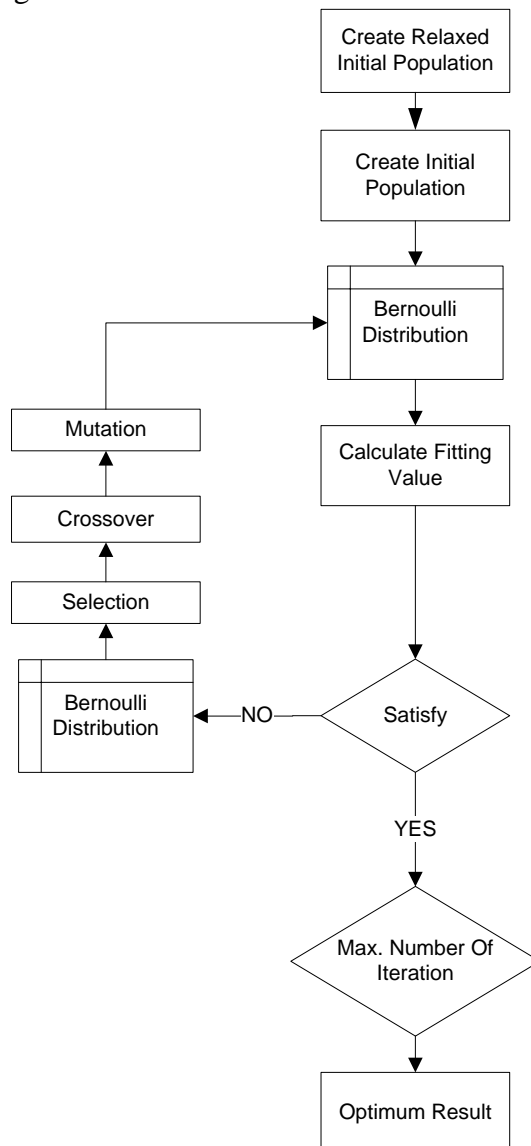 Create Relaxed
Initial Population
Create Initial
Population
Bernoulli
Distribution
Calculate Fitting
Value
Satisfy
NO
Bernoulli
Distribution
Selection
Crossover
Mutation
YES
Max. Number Of
Iteration
Optimum Result